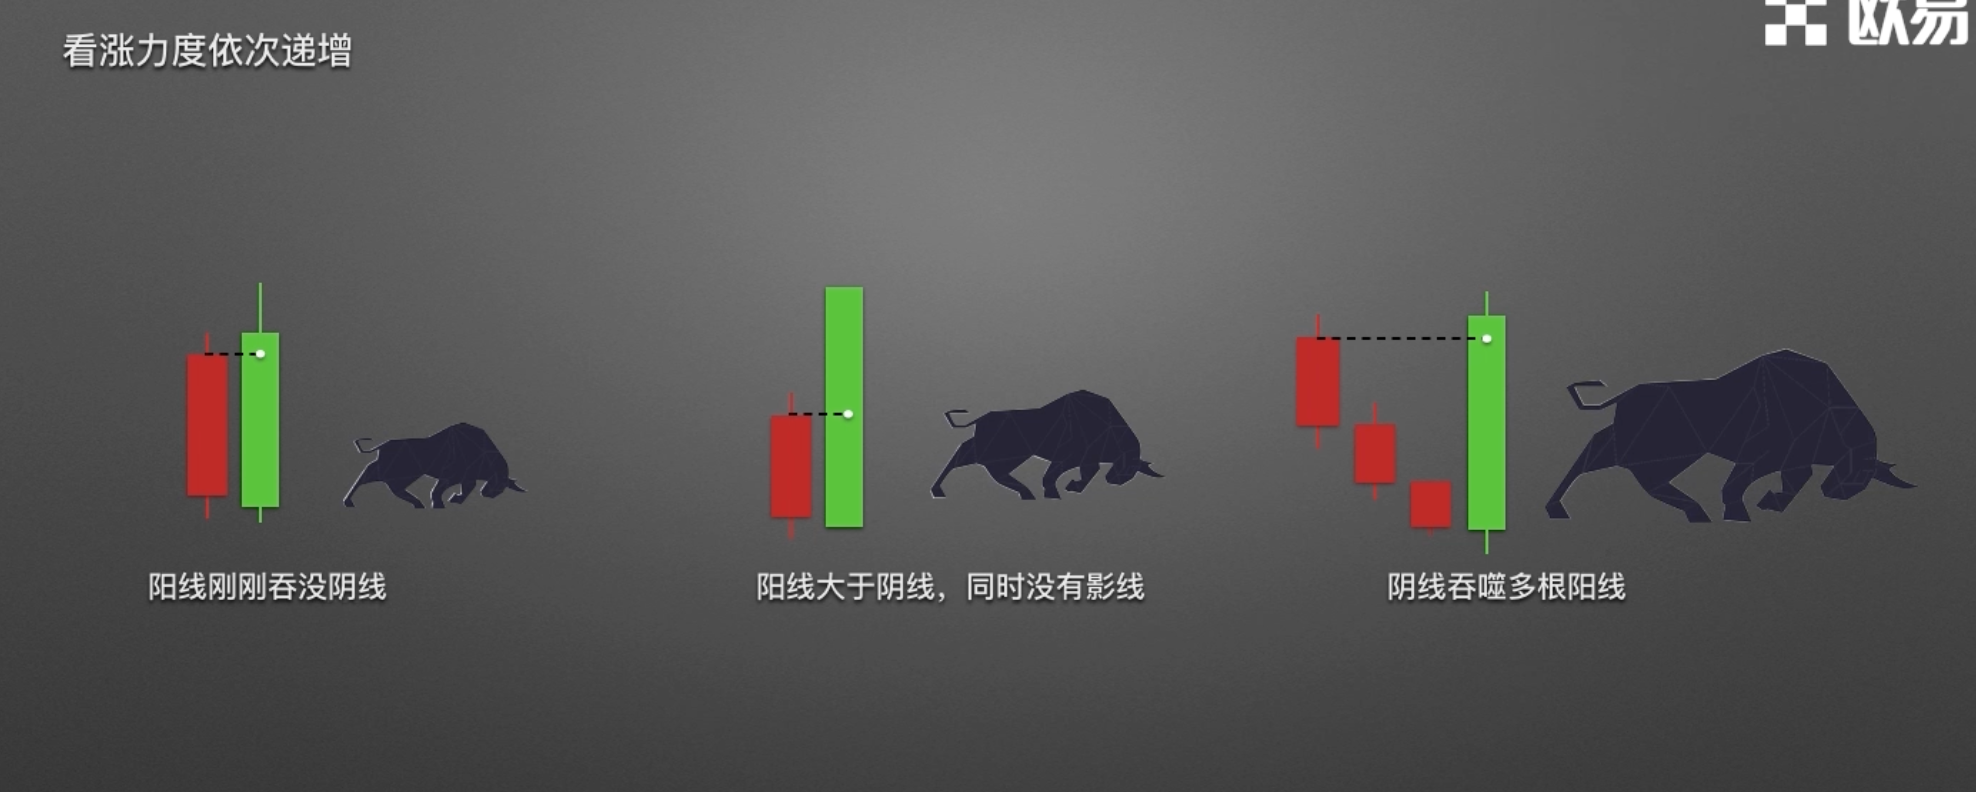 看涨力度依次递增
欧易
阳线刚刚吞没阴线
阳线大于阴线，同时没有影线
阴线吞噬多根阳线